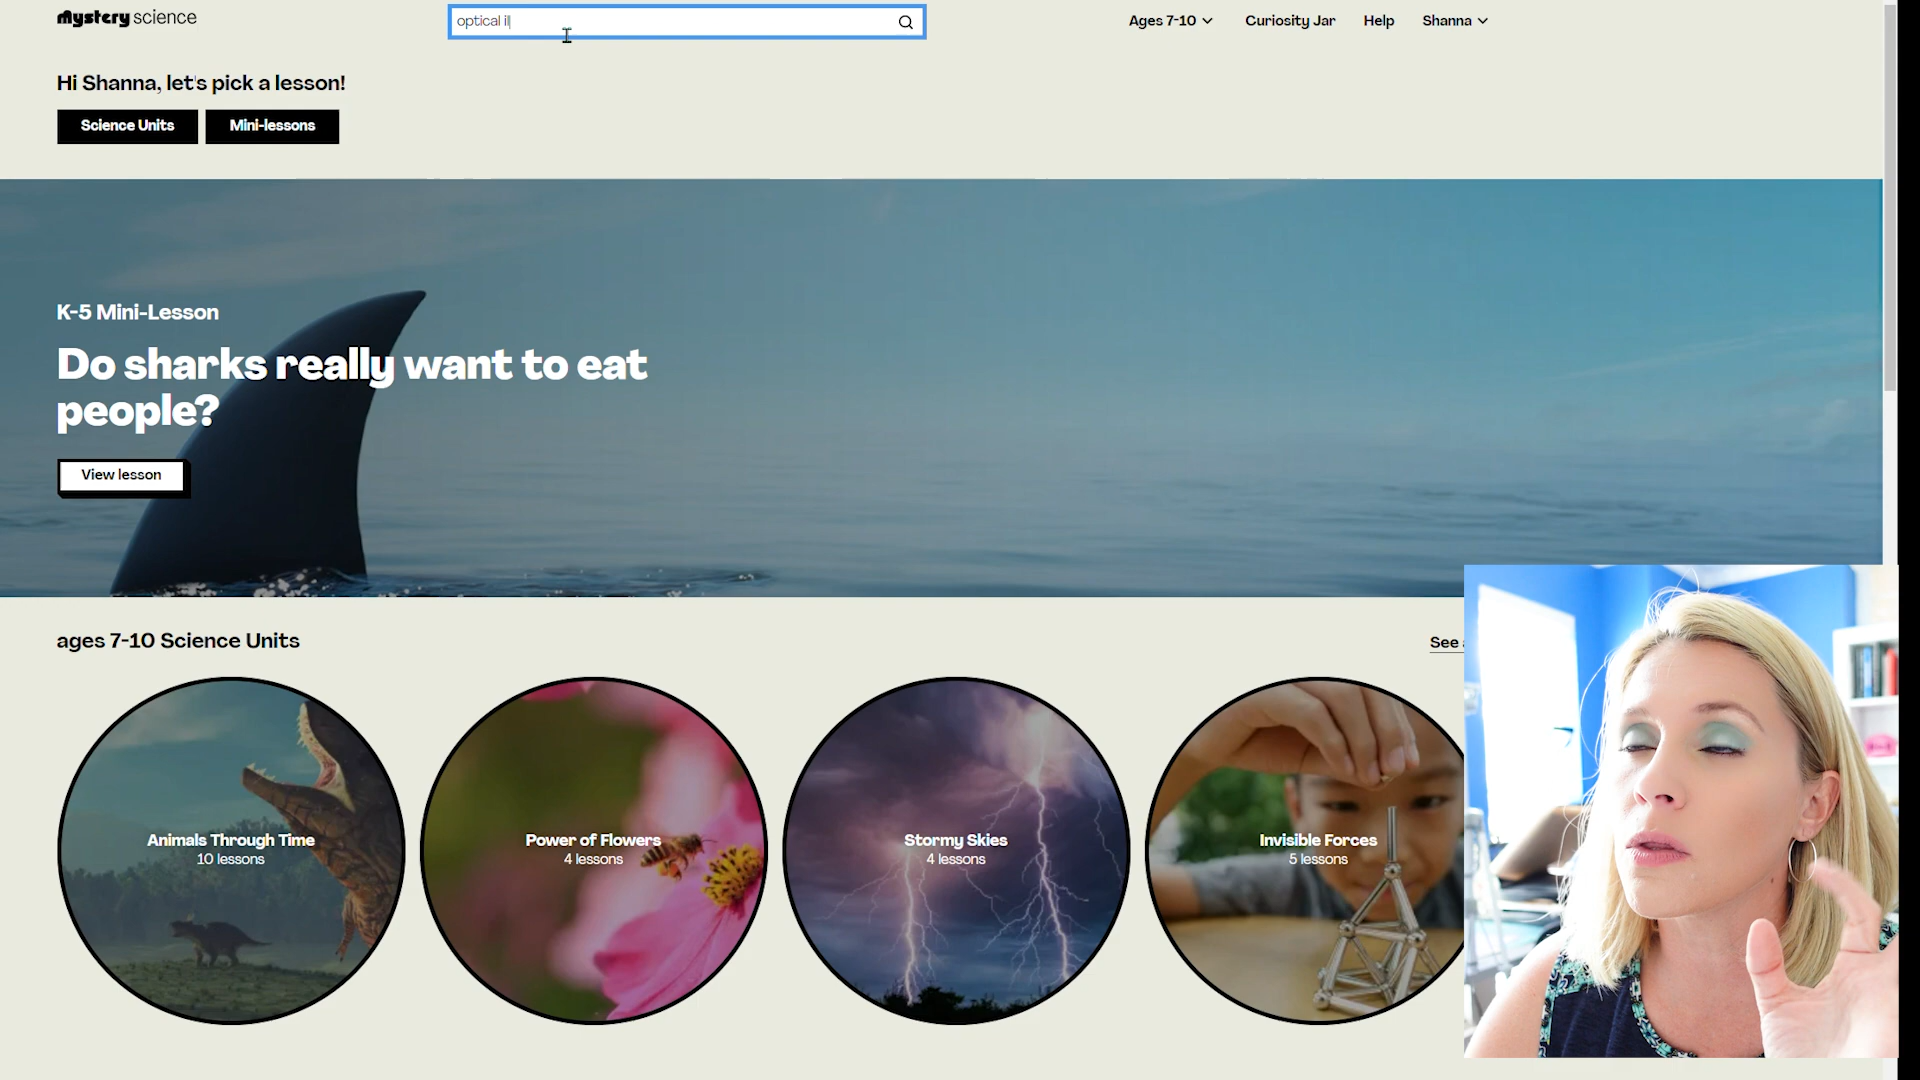 mystery science
optical il
Ages 7-10
Curiosity Jar
Help
Shanna
Hi Shanna, let's pick a lesson!
Science Units
Mini-lessons
K-5 Mini-Lesson
Do sharks really want to eat
people?
View lesson
ages 7-10 Science Units
See
Animals Through Time
10 lessons
Power of Flowers
4 lessons
Stormy Skies
4 lessons
Invisible Forces
5 lessons